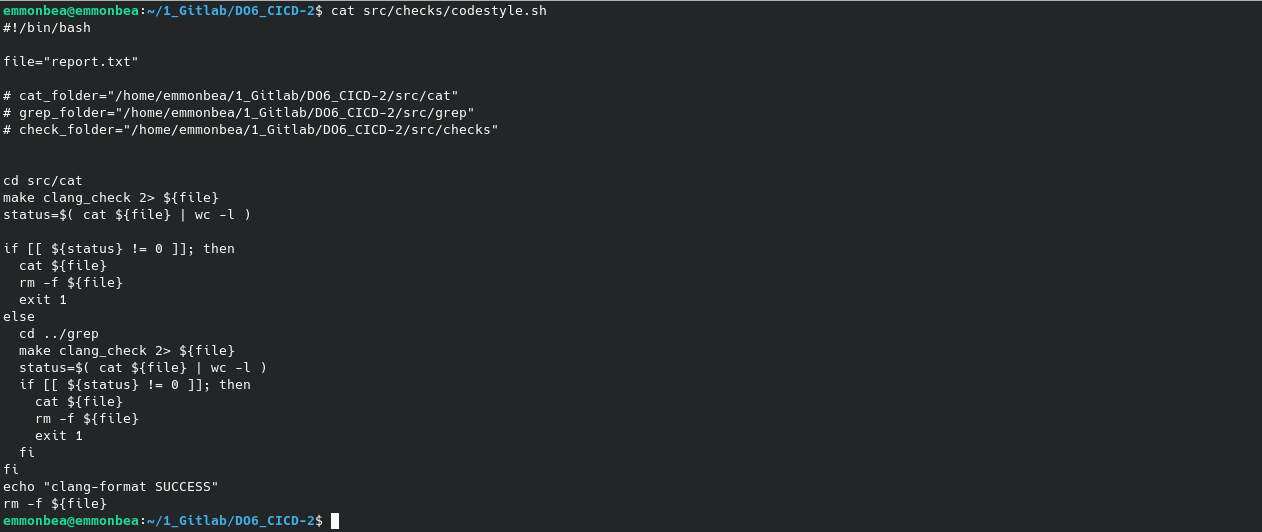 emmonbea@emmonbea:~/1_Gitlab/DO6_CICD-2$ cat src/checks/codestyle.sh
#!/bin/bash
file="report.txt"
# cat_folder="/home/emmonbea/1_Gitlab/DO6_CICD-2/src/cat"
# grep_folder="/home/emmonbea/1_Gitlab/DO6_CICD-2/src/grep"
# check_folder="/home/emmonbea/1_Gitlab/DO6_CICD-2/src/checks"
cd src/cat
make clang_check 2> ${file}
status=$( cat ${file} | wc -l )
if [[ ${status} != 0 ]]; then
  cat ${file}
  rm -f ${file}
  exit 1
else
  cd ../grep
  make clang_check 2> ${file}
  status=$( cat ${file} | wc -l )
  if [[ ${status} != 0 ]]; then
    cat ${file}
    rm -f ${file}
    exit 1
  fi
fi
echo "clang-format SUCCESS"
rm -f ${file}
emmonbea@emmonbea:~/1_Gitlab/DO6_CICD-2$